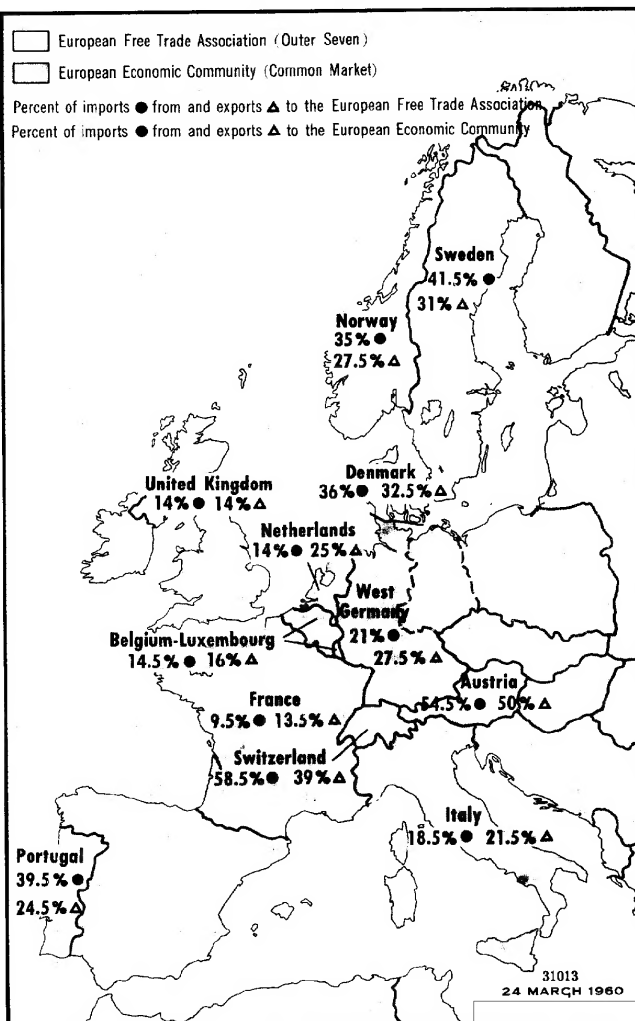 European Free Trade Association (Outer Seven)
European Economic Community (Common Market)
Percent of imports ● from and exports △ to the European Free Trade Association
Percent of imports ● from and exports △ to the European Economic Community
Sweden
41.5% ●
31% △
Norway
35% ●
27.5% △
United Kingdom
14% ● 14% △
Denmark
36% ● 32.5% △
Netherlands
14% ● 25% △
West
Germany
21% ●
27.5% △
Belgium-Luxembourg
14.5% ● 16% △
Austria
54.5% ● 50% △
France
9.5% ● 13.5% △
Switzerland
58.5% ● 39% △
Italy
18.5% ● 21.5% △
Portugal
39.5% ●
24.5% △
31013
24 MARCH 1960